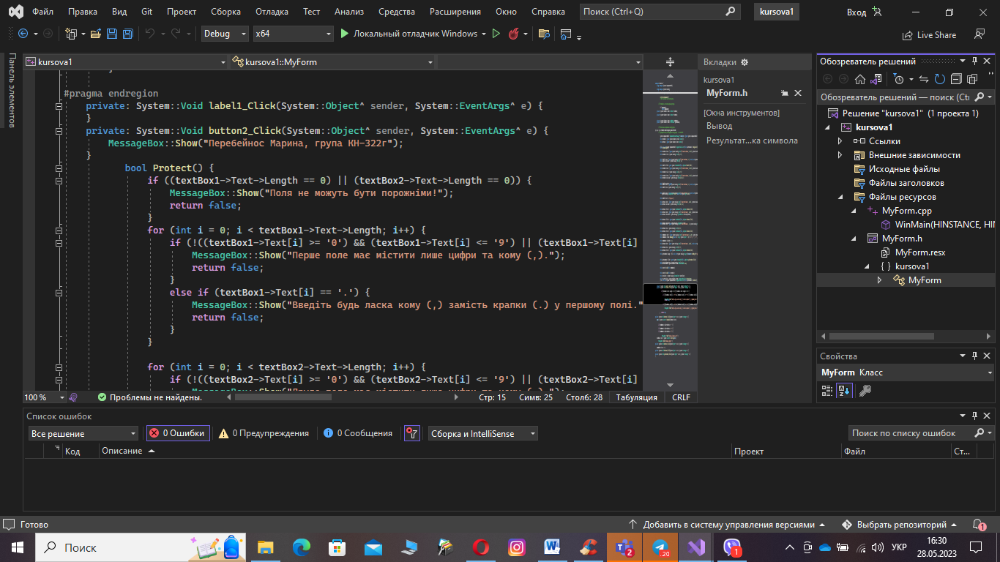 Файл Правка Вид Git Проект Сборка Отладка Тест Анализ Средства Расширения Окно Справка Поиск (Ctrl+Q) kursova1 Вход
Debug x64 Локальный отладчик Windows Live Share
Панель элементов
kursova1 kursova1::MyForm
#pragma endregion
private: System::Void label1_Click(System::Object^ sender, System::EventArgs^ e) {
}
private: System::Void button2_Click(System::Object^ sender, System::EventArgs^ e) {
MessageBox::Show("Перебейнос Марина, група КН-322г");
}
bool Protect() {
if ((textBox1->Text->Length == 0) || (textBox2->Text->Length == 0)) {
MessageBox::Show("Поля не можуть бути порожніми!");
return false;
}
for (int i = 0; i < textBox1->Text->Length; i++) {
if (!((textBox1->Text[i] >= '0') && (textBox1->Text[i] <= '9') || (textBox1->Text[i]
MessageBox::Show("Перше поле має містити лише цифри та кому (,).");
return false;
}
else if (textBox1->Text[i] == '.') {
MessageBox::Show("Введіть будь ласка кому (,) замість крапки (.) у першому полі."
return false;
}
}
for (int i = 0; i < textBox2->Text->Length; i++) {
if (!((textBox2->Text[i] >= '0') && (textBox2->Text[i] <= '9') || (textBox2->Text[i]
100 % Проблемы не найдены. Стр: 15 Симв: 25 Столб: 28 Табуляция CRLF
Вкладки
kursova1
MyForm.h
[Окна инструментов]
Вывод
Результат...ка символа
Обозреватель решений
Обозреватель решений — поиск (Ctr
Решение "kursova1" (1 проекта 1)
kursova1
Ссылки
Внешние зависимости
Исходные файлы
Файлы заголовков
Файлы ресурсов
MyForm.cpp
WinMain(HINSTANCE, HIN
MyForm.h
MyForm.resx
{ } kursova1
MyForm
Свойства
MyForm Класс
Список ошибок
Все решение 0 Ошибки 0 Предупреждения 0 Сообщения Сборка и IntelliSense Поиск по списку ошибок
Код Описание Проект Файл Ст...
Готово Добавить в систему управления версиями Выбрать репозиторий 1
Поиск 2 20 1 УКР 16:30
28.05.2023